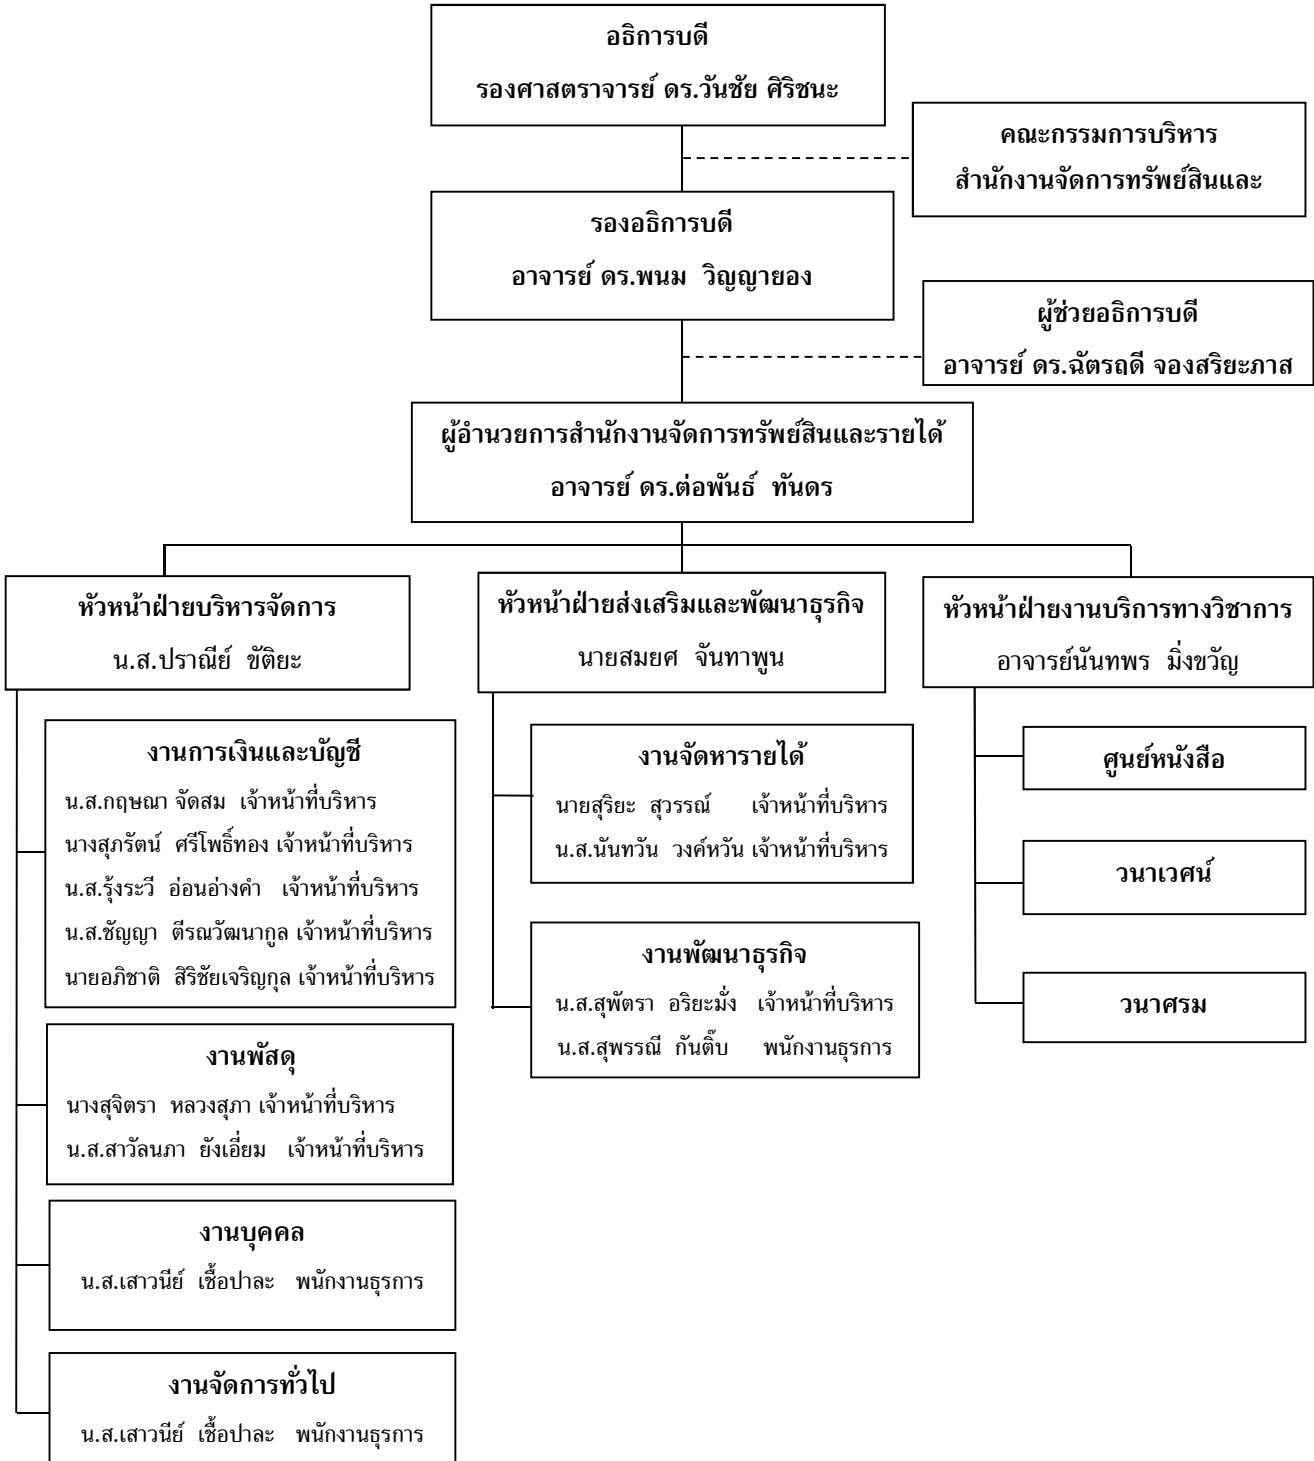 อธิการบดี
รองศาสตราจารย์ ดร.วันชัย ศิริชนะ
คณะกรรมการบริหาร
สำนักงานจัดการทรัพย์สินและ
รองอธิการบดี
อาจารย์ ดร.พนม วิญญายอง
ผู้ช่วยอธิการบดี
อาจารย์ ดร.ฉัตรฤดี จองสุริยะภาส
ผู้อำนวยการสำนักงานจัดการทรัพย์สินและรายได้
อาจารย์ ดร.ต่อพันธ์ ทันดร
หัวหน้าฝ่ายบริหารจัดการ
น.ส.ปราณีย์ ขัติยะ
งานการเงินและบัญชี
น.ส.กฤษณา จัดสม เจ้าหน้าที่บริหาร
นางสุภรัตน์ ศรีโพธิ์ทอง เจ้าหน้าที่บริหาร
น.ส.รุ้งระวี อ่อนอ่างคำ เจ้าหน้าที่บริหาร
น.ส.ชัญญา ตีรณวัฒนากูล เจ้าหน้าที่บริหาร
นายอภิชาติ สิริชัยเจริญกุล เจ้าหน้าที่บริหาร
งานพัสดุ
นางสุจิตรา หลวงสุภา เจ้าหน้าที่บริหาร
น.ส.สาวัลนภา ยังเอี่ยม เจ้าหน้าที่บริหาร
งานบุคคล
น.ส.เสาวนีย์ เชื้อปาละ พนักงานธุรการ
งานจัดการทั่วไป
น.ส.เสาวนีย์ เชื้อปาละ พนักงานธุรการ
หัวหน้าฝ่ายส่งเสริมและพัฒนาธุรกิจ
นายสมยศ จันทาพูน
งานจัดหารายได้
นายสุริยะ สุวรรณ์ เจ้าหน้าที่บริหาร
น.ส.นันทวัน วงค์หวัน เจ้าหน้าที่บริหาร
งานพัฒนาธุรกิจ
น.ส.สุพัตรา อริยะมั่ง เจ้าหน้าที่บริหาร
น.ส.สุพรรณี กันติ๊บ พนักงานธุรการ
หัวหน้าฝ่ายงานบริการทางวิชาการ
อาจารย์นันทพร มิ่งขวัญ
ศูนย์หนังสือ
วนาเวศน์
วนาศรม